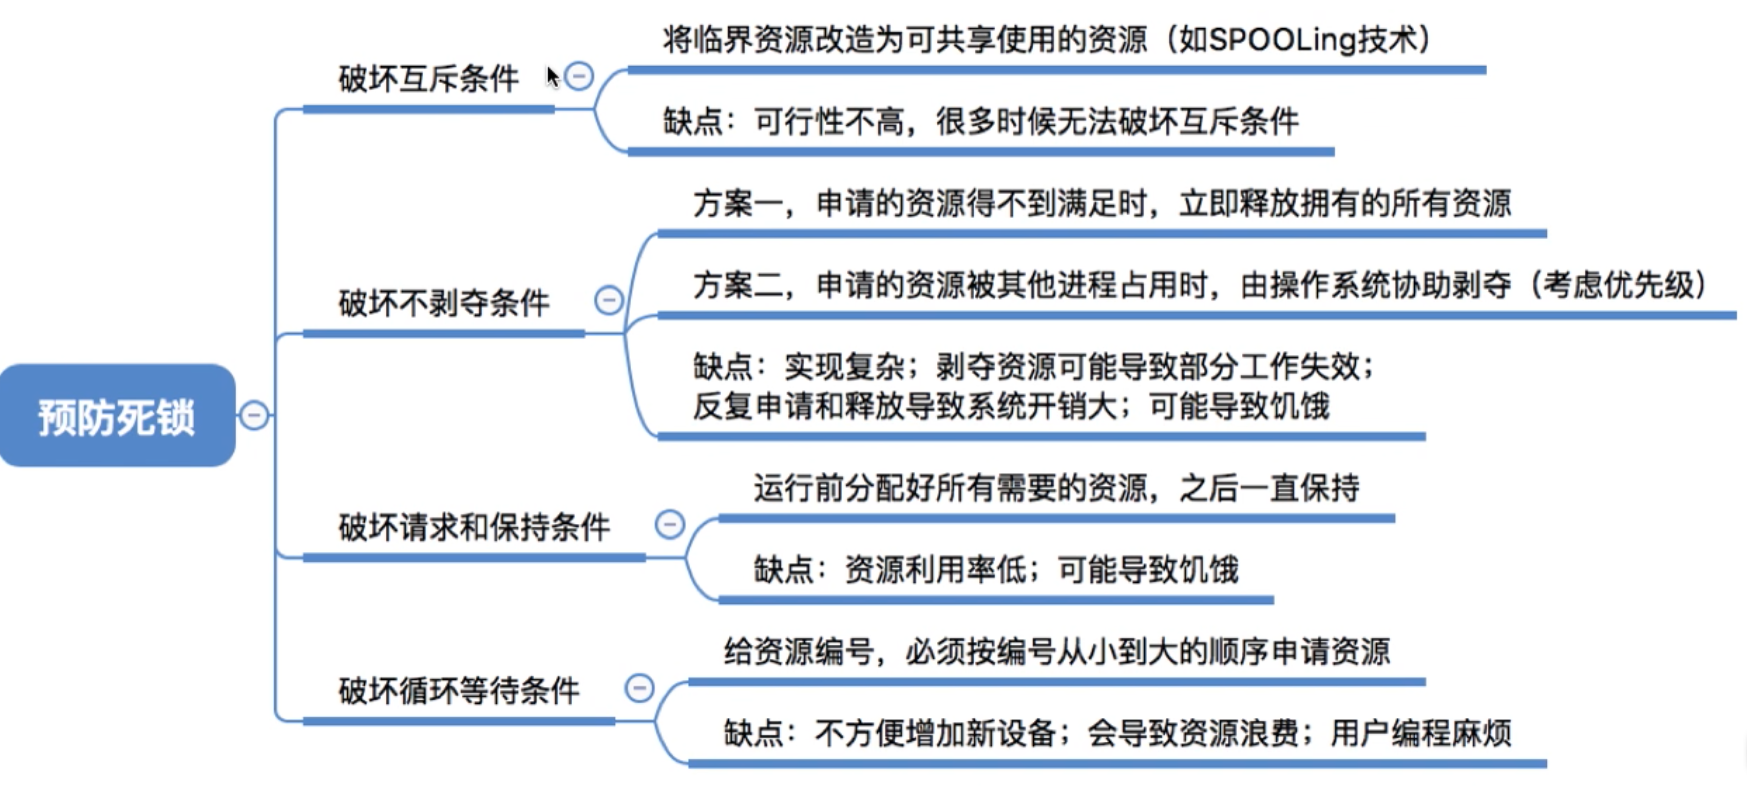 预防死锁
破坏互斥条件
将临界资源改造为可共享使用的资源（如SPOOLing技术）
缺点：可行性不高，很多时候无法破坏互斥条件
破坏不剥夺条件
方案一，申请的资源得不到满足时，立即释放拥有的所有资源
方案二，申请的资源被其他进程占用时，由操作系统协助剥夺（考虑优先级）
缺点：实现复杂；剥夺资源可能导致部分工作失效；
反复申请和释放导致系统开销大；可能导致饥饿
破坏请求和保持条件
运行前分配好所有需要的资源，之后一直保持
缺点：资源利用率低；可能导致饥饿
破坏循环等待条件
给资源编号，必须按编号从小到大的顺序申请资源
缺点：不方便增加新设备；会导致资源浪费；用户编程麻烦